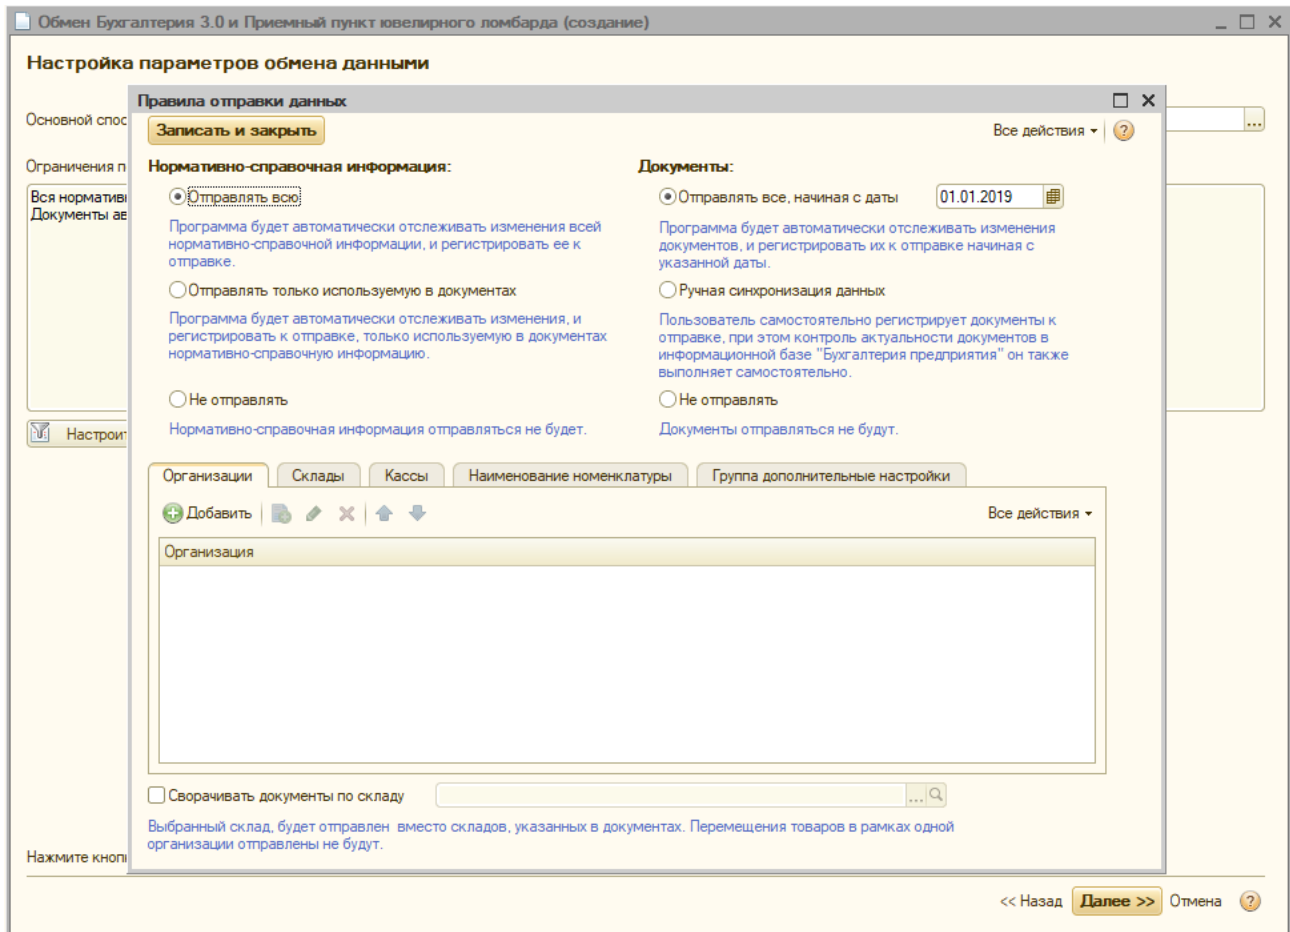 Обмен Бухгалтерия 3.0 и Приемный пункт ювелирного ломбарда (создание)
Настройка параметров обмена данными
Правила отправки данных
Основной спос
Записать и закрыть
Все действия
Ограничения п
Нормативно-справочная информация:
Документы:
Вся нормативн
Документы ав
Отправлять всю
Отправлять все, начиная с даты
01.01.2019
Программа будет автоматически отслеживать изменения всей
нормативно-справочной информации, и регистрировать ее к
отправке.
Программа будет автоматически отслеживать изменения
документов, и регистрировать их к отправке начиная с
указанной даты.
Отправлять только используемую в документах
Ручная синхронизация данных
Программа будет автоматически отслеживать изменения, и
регистрировать к отправке, только используемую в документах
нормативно-справочную информацию.
Пользователь самостоятельно регистрирует документы к
отправке, при этом контроль актуальности документов в
информационной базе "Бухгалтерия предприятия" он также
выполняет самостоятельно.
Не отправлять
Не отправлять
Настроит
Нормативно-справочная информация отправляться не будет.
Документы отправляться не будут.
Организации
Склады
Кассы
Наименование номенклатуры
Группа дополнительные настройки
Добавить
Все действия
Организация
Сворачивать документы по складу
Выбранный склад, будет отправлен вместо складов, указанных в документах. Перемещения товаров в рамках одной
организации отправлены не будут.
Нажмите кноп
<< Назад
Далее >>
Отмена